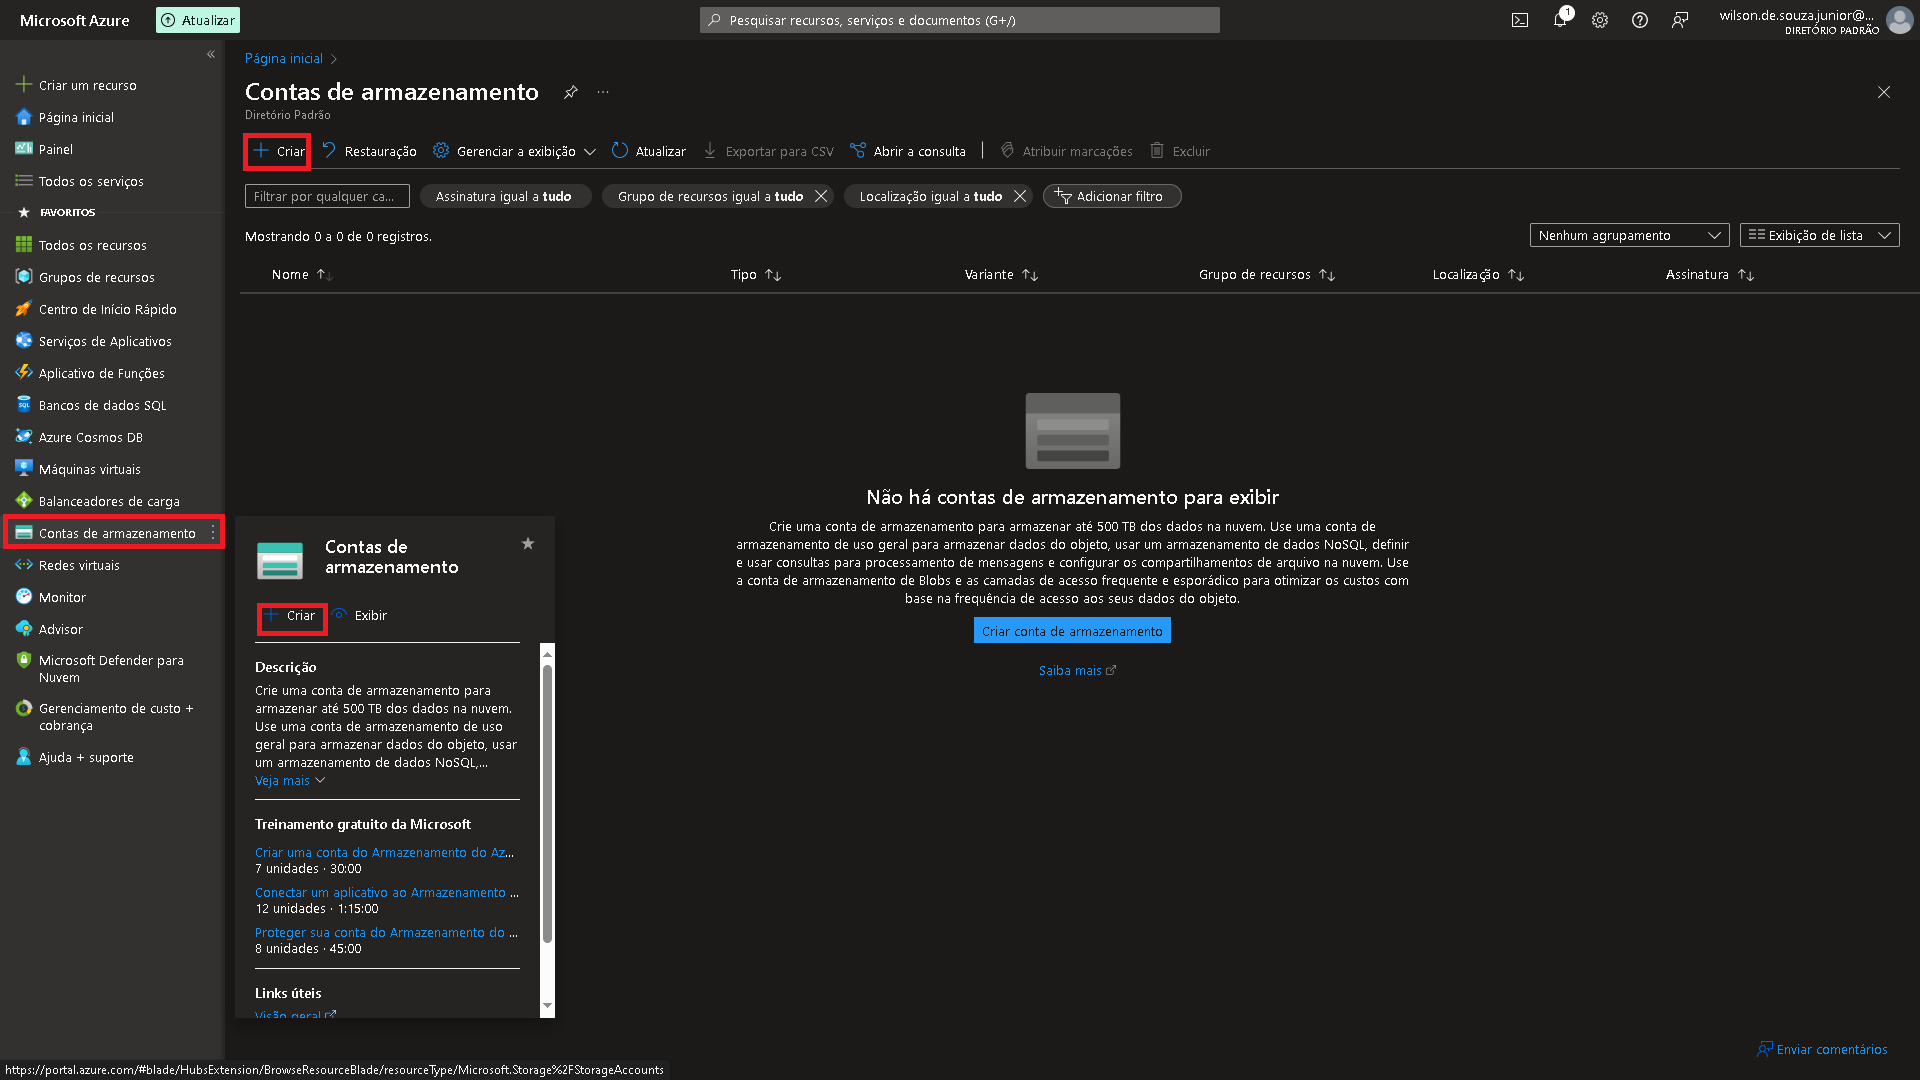 Microsoft Azure
Atualizar
Pesquisar recursos, serviços e documentos (G+/)
1
wilson.de.souza.junior@...
DIRETÓRIO PADRÃO
Criar um recurso
Página inicial
Painel
Todos os serviços
FAVORITOS
Todos os recursos
Grupos de recursos
Centro de Início Rápido
Serviços de Aplicativos
Aplicativo de Funções
Bancos de dados SQL
Azure Cosmos DB
Máquinas virtuais
Balanceadores de carga
Contas de armazenamento
Redes virtuais
Monitor
Advisor
Microsoft Defender para
Nuvem
Gerenciamento de custo +
cobrança
Ajuda + suporte
Página inicial
Contas de armazenamento
Diretório Padrão
Criar Restauração Gerenciar a exibição Atualizar Exportar para CSV Abrir a consulta Atribuir marcações Excluir
Filtrar por qualquer ca... Assinatura igual a tudo Grupo de recursos igual a tudo Localização igual a tudo Adicionar filtro
Mostrando 0 a 0 de 0 registros. Nenhum agrupamento Exibição de lista
Nome Tipo Variante Grupo de recursos Localização Assinatura
Não há contas de armazenamento para exibir
Crie uma conta de armazenamento para armazenar até 500 TB dos dados na nuvem. Use uma conta de
armazenamento de uso geral para armazenar dados do objeto, usar um armazenamento de dados NoSQL, definir
e usar consultas para processamento de mensagens e configurar os compartilhamentos de arquivo na nuvem. Use
a conta de armazenamento de Blobs e as camadas de acesso frequente e esporádico para otimizar os custos com
base na frequência de acesso aos seus dados do objeto.
Criar conta de armazenamento
Saiba mais
Contas de
armazenamento
Criar Exibir
Descrição
Crie uma conta de armazenamento para
armazenar até 500 TB dos dados na nuvem.
Use uma conta de armazenamento de uso
geral para armazenar dados do objeto, usar
um armazenamento de dados NoSQL,...
Veja mais
Treinamento gratuito da Microsoft
Criar uma conta do Armazenamento do Az...
7 unidades · 30:00
Conectar um aplicativo ao Armazenamento ...
12 unidades · 1:15:00
Proteger sua conta do Armazenamento do ...
8 unidades · 45:00
Links úteis
Visão geral
Enviar comentários
https://portal.azure.com/#blade/HubsExtension/BrowseResourceBlade/resourceType/Microsoft.Storage%2FStorageAccounts